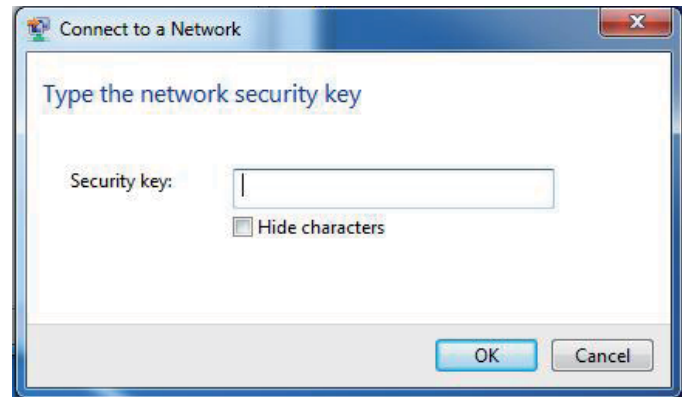 Connect to a Network
Type the network security key
Security key:
Hide characters
OK Cancel